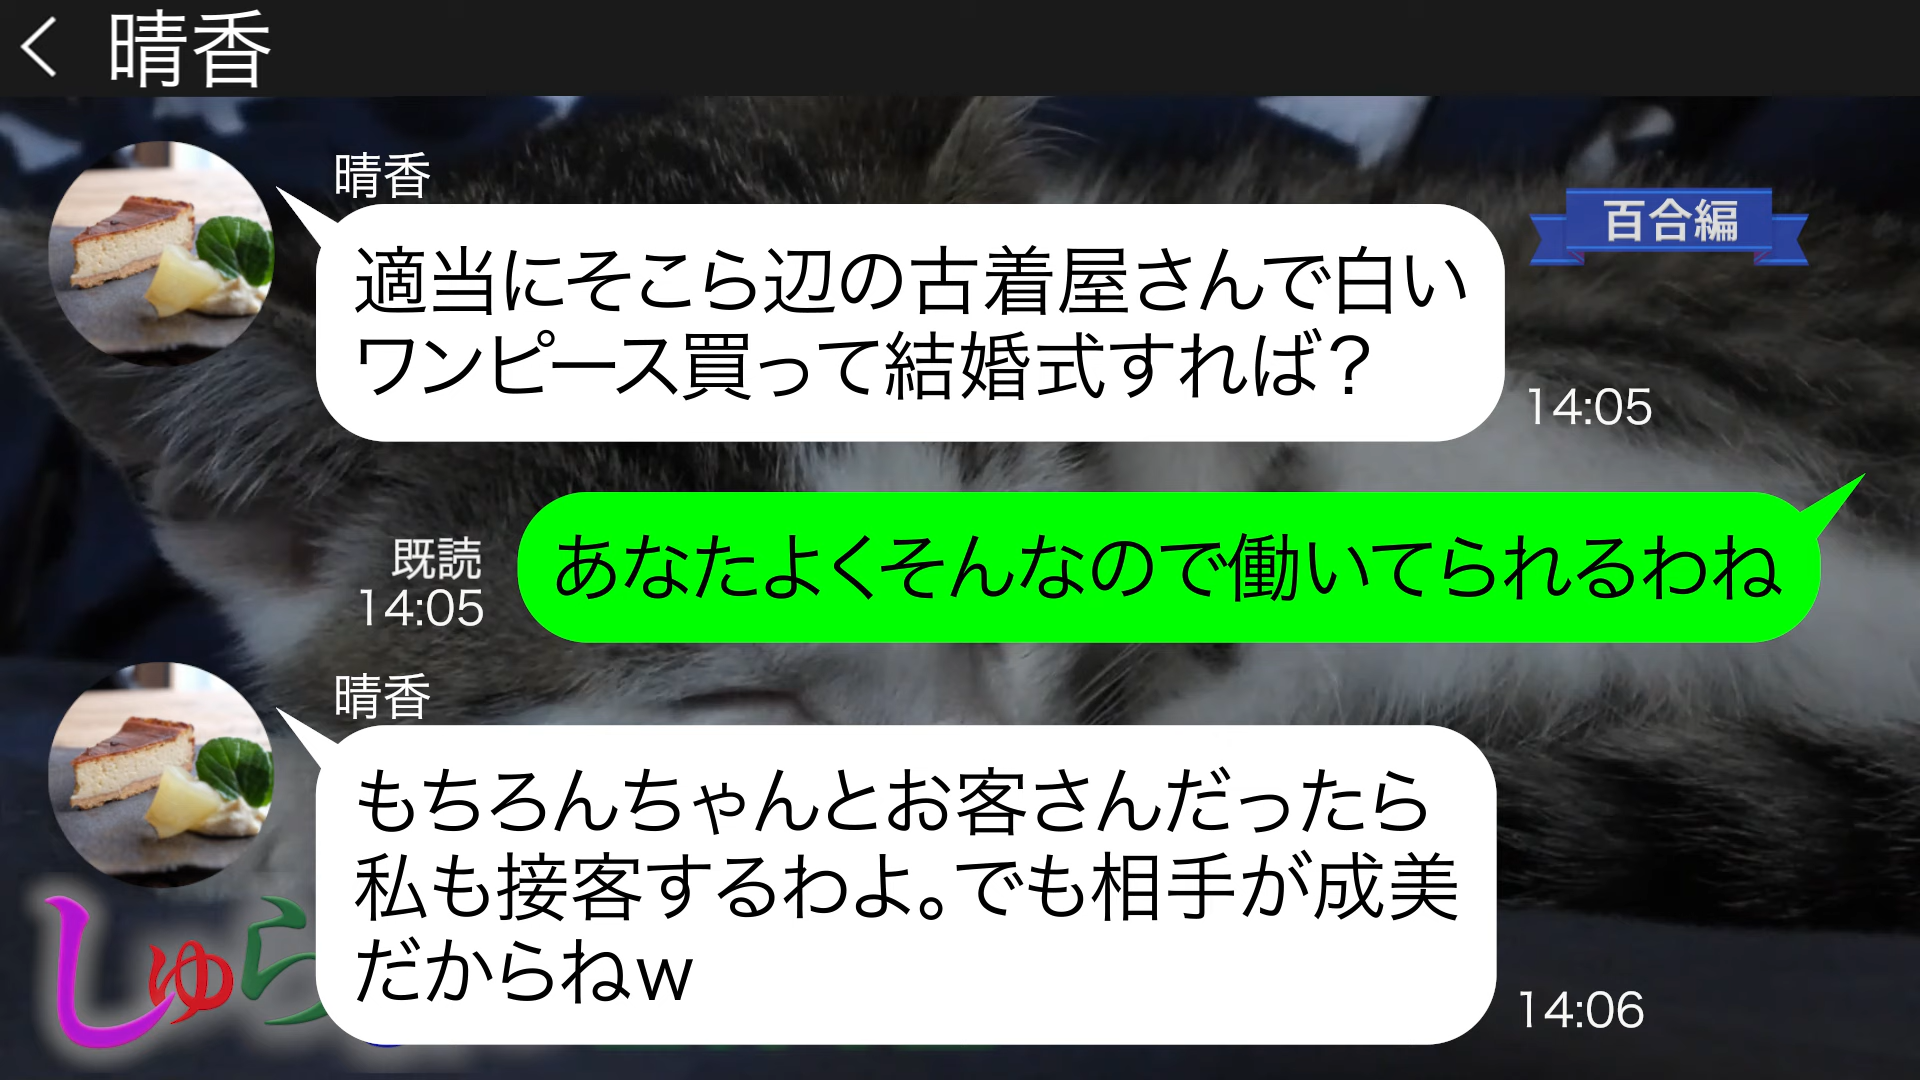 晴香
晴香
百合編
適当にそこら辺の古着屋さんで白い
ワンピース買って結婚式すれば？
14:05
あなたよくそんなので働いてられるわね
既読
14:05
晴香
もちろんちゃんとお客さんだったら
私も接客するわよ。でも相手が成美
だからねw
14:06
しゅら